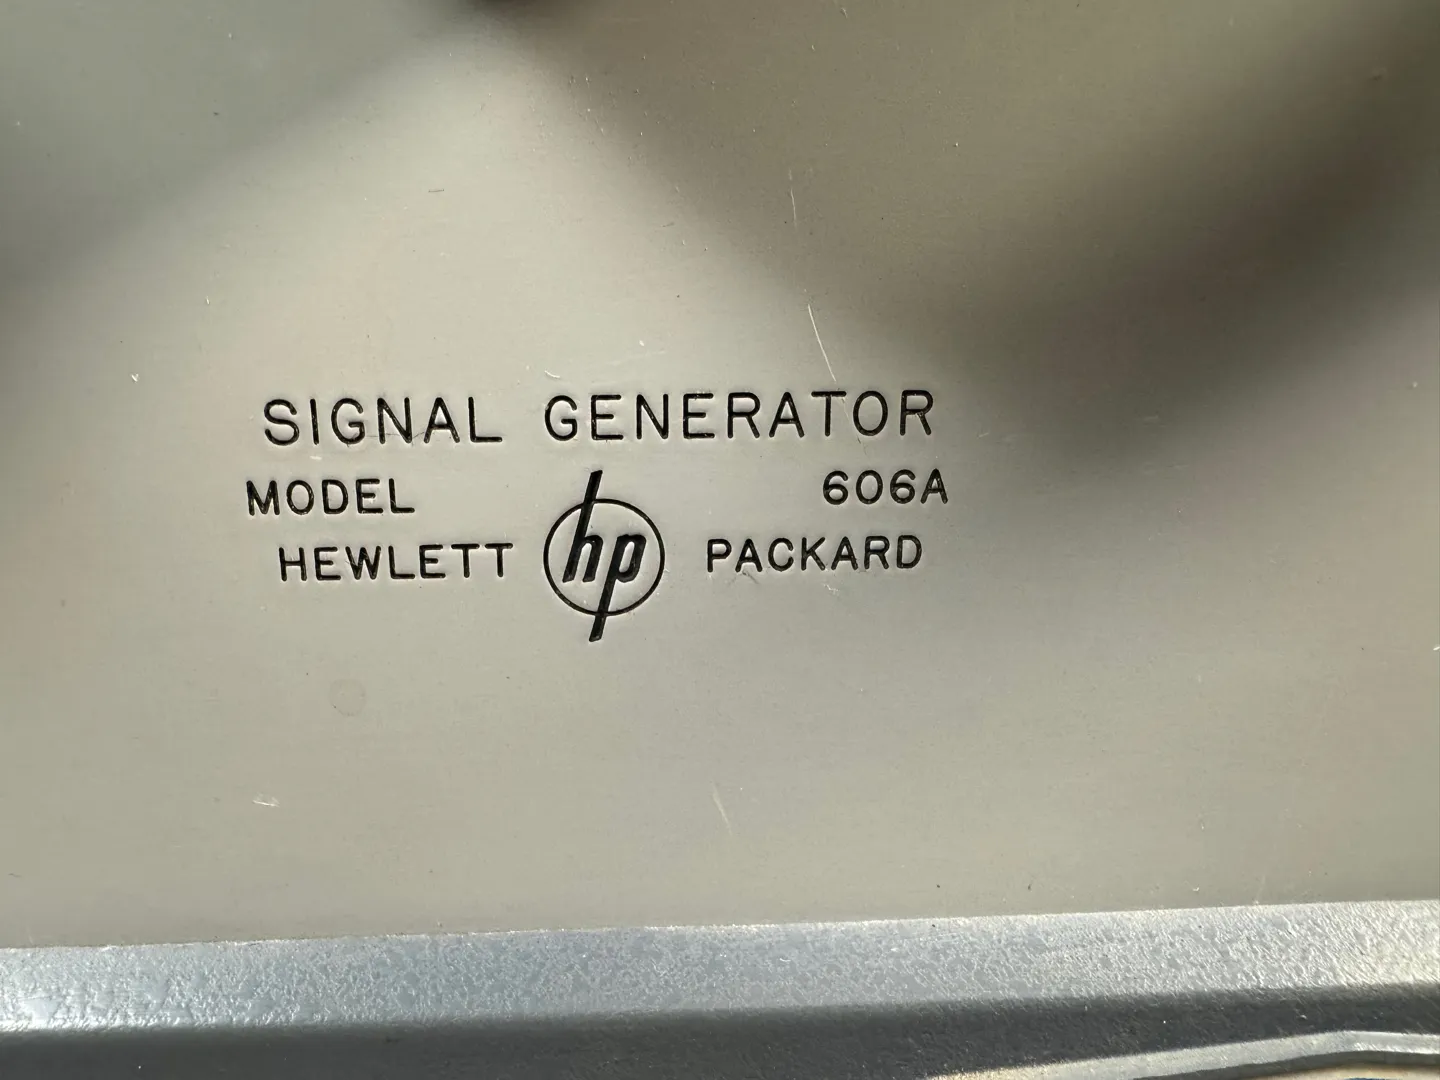 SIGNAL GENERATOR
MODEL 606A
HEWLETT hp PACKARD